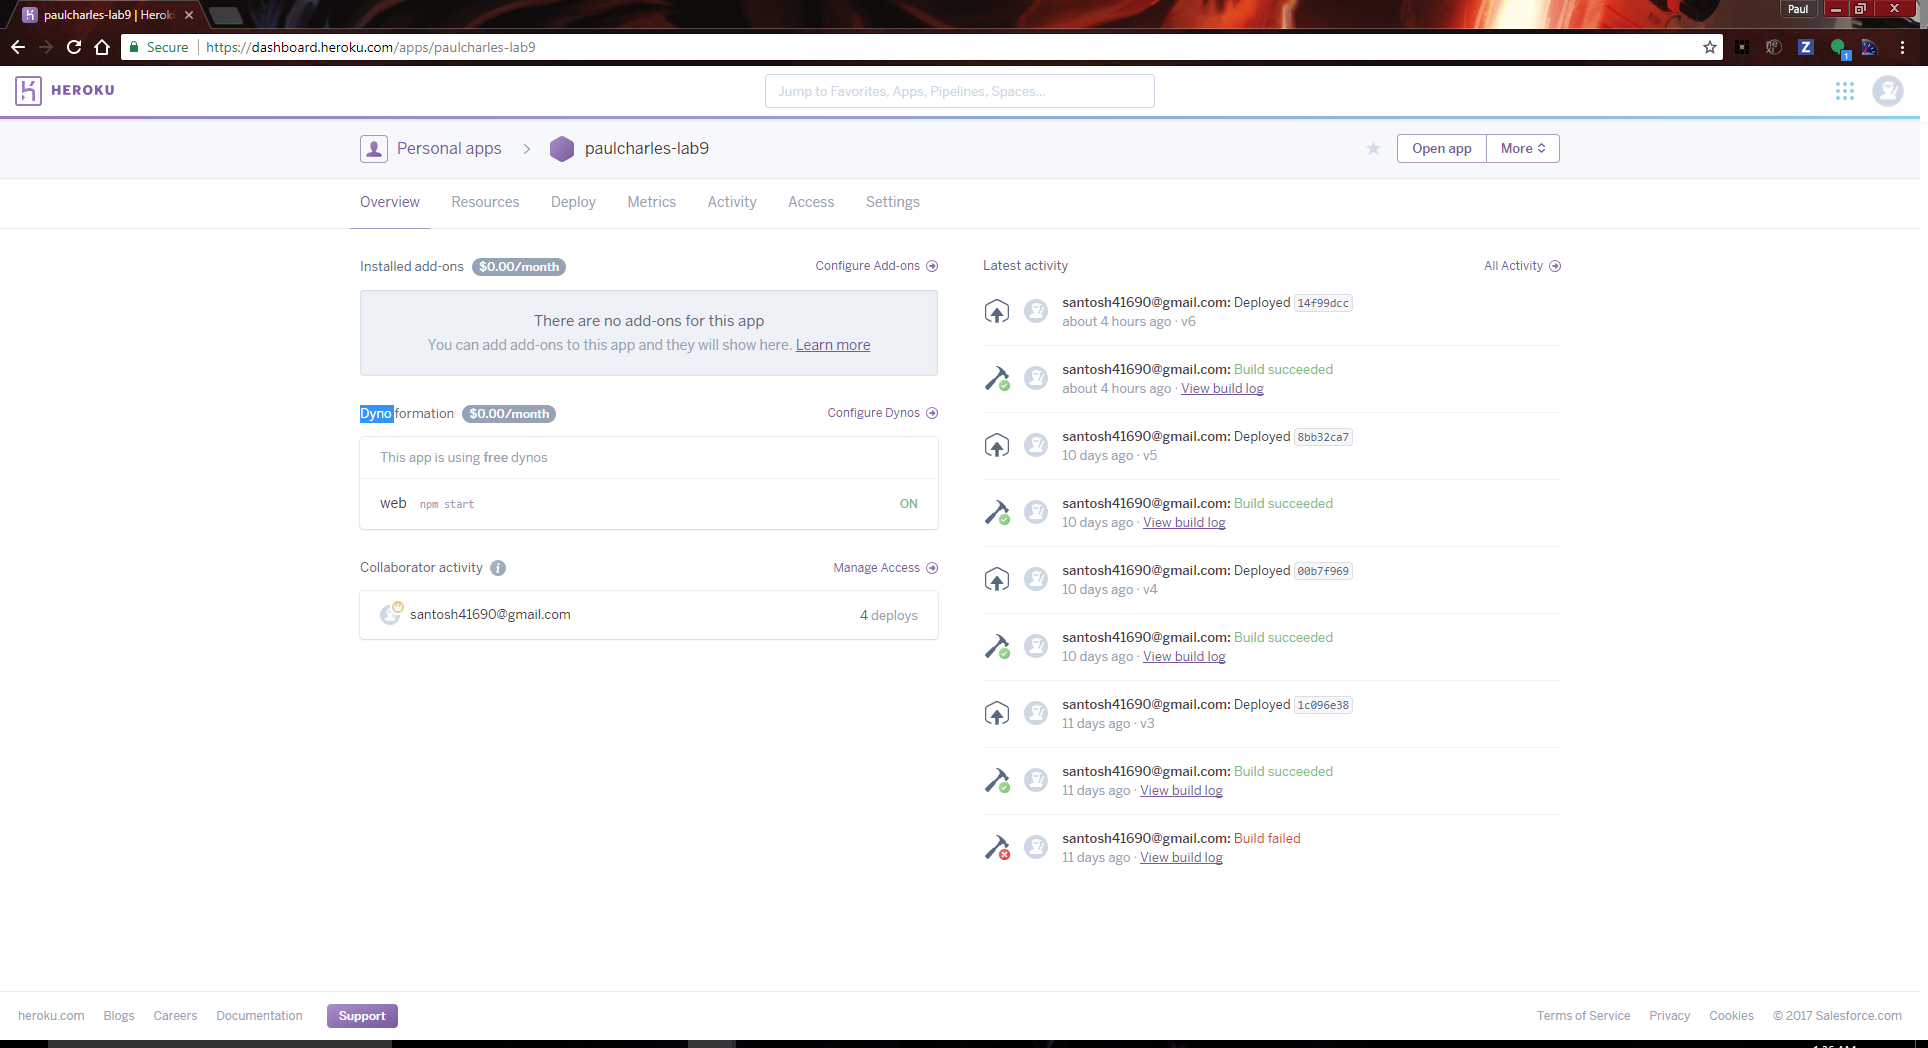 paulcharles-lab9 | Heroku
Paul
Secure
https://dashboard.heroku.com/apps/paulcharles-lab9
HEROKU
Jump to Favorites, Apps, Pipelines, Spaces...
Personal apps
paulcharles-lab9
Open app
More
Overview
Resources
Deploy
Metrics
Activity
Access
Settings
Installed add-ons $0.00/month
Configure Add-ons
There are no add-ons for this app
You can add add-ons to this app and they will show here. Learn more
Dyno formation $0.00/month
Configure Dynos
This app is using free dynos
web npm start
ON
Collaborator activity
Manage Access
santosh41690@gmail.com
4 deploys
Latest activity
All Activity
santosh41690@gmail.com: Deployed 14f99dcc
about 4 hours ago · v6
santosh41690@gmail.com: Build succeeded
about 4 hours ago · View build log
santosh41690@gmail.com: Deployed 8bb32ca7
10 days ago · v5
santosh41690@gmail.com: Build succeeded
10 days ago · View build log
santosh41690@gmail.com: Deployed 00b7f969
10 days ago · v4
santosh41690@gmail.com: Build succeeded
10 days ago · View build log
santosh41690@gmail.com: Deployed 1c096e38
11 days ago · v3
santosh41690@gmail.com: Build succeeded
11 days ago · View build log
santosh41690@gmail.com: Build failed
11 days ago · View build log
heroku.com
Blogs
Careers
Documentation
Support
Terms of Service
Privacy
Cookies
© 2017 Salesforce.com